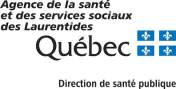 Agence de la santé
et des services sociaux
des Laurentides
Québec
Direction de santé publique